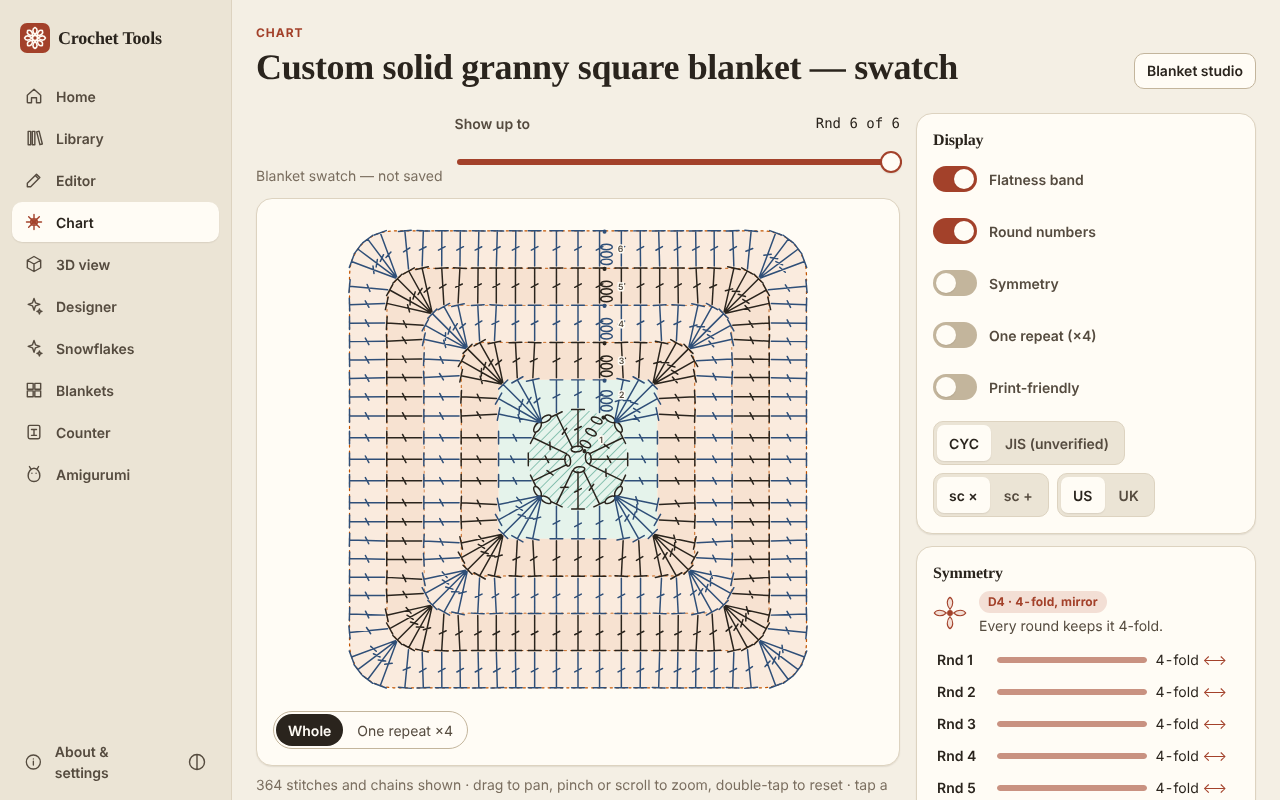 Crochet Tools
Home
Library
Editor
Chart
3D view
Designer
Snowflakes
Blankets
Counter
Amigurumi
About &
settings
CHART
Custom solid granny square blanket — swatch
Blanket studio
Show up to
Rnd 6 of 6
Blanket swatch — not saved
6'
5'
4'
3'
2
1
Whole
One repeat ×4
364 stitches and chains shown · drag to pan, pinch or scroll to zoom, double-tap to reset · tap a
Display
Flatness band
Round numbers
Symmetry
One repeat (×4)
Print-friendly
CYC
JIS (unverified)
sc ×
sc +
US
UK
Symmetry
D4 · 4-fold, mirror
Every round keeps it 4-fold.
Rnd 1 4-fold ↔
Rnd 2 4-fold ↔
Rnd 3 4-fold ↔
Rnd 4 4-fold ↔
Rnd 5 4-fold ↔